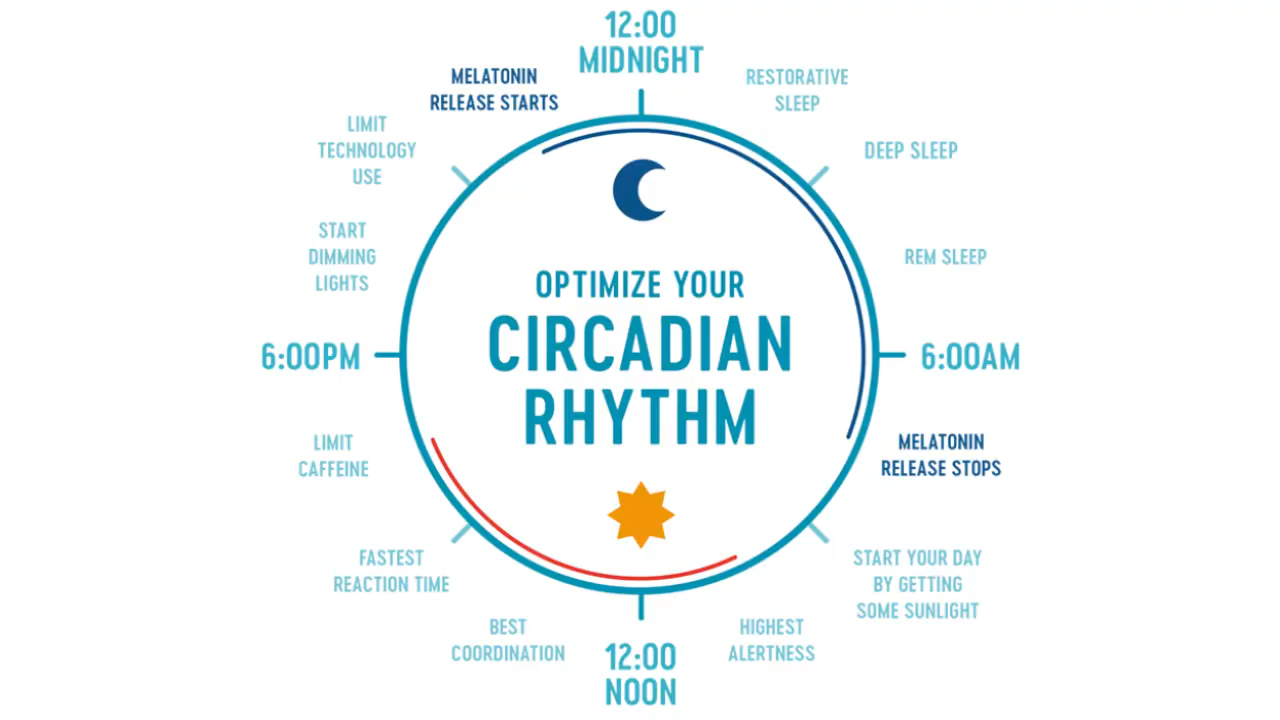 12:00
MIDNIGHT
MELATONIN
RELEASE STARTS
RESTORATIVE
SLEEP
LIMIT
TECHNOLOGY
USE
DEEP SLEEP
START
DIMMING
LIGHTS
REM SLEEP
OPTIMIZE YOUR
CIRCADIAN
RHYTHM
6:00PM
6:00AM
LIMIT
CAFFEINE
MELATONIN
RELEASE STOPS
FASTEST
REACTION TIME
START YOUR DAY
BY GETTING
SOME SUNLIGHT
BEST
COORDINATION
HIGHEST
ALERTNESS
12:00
NOON